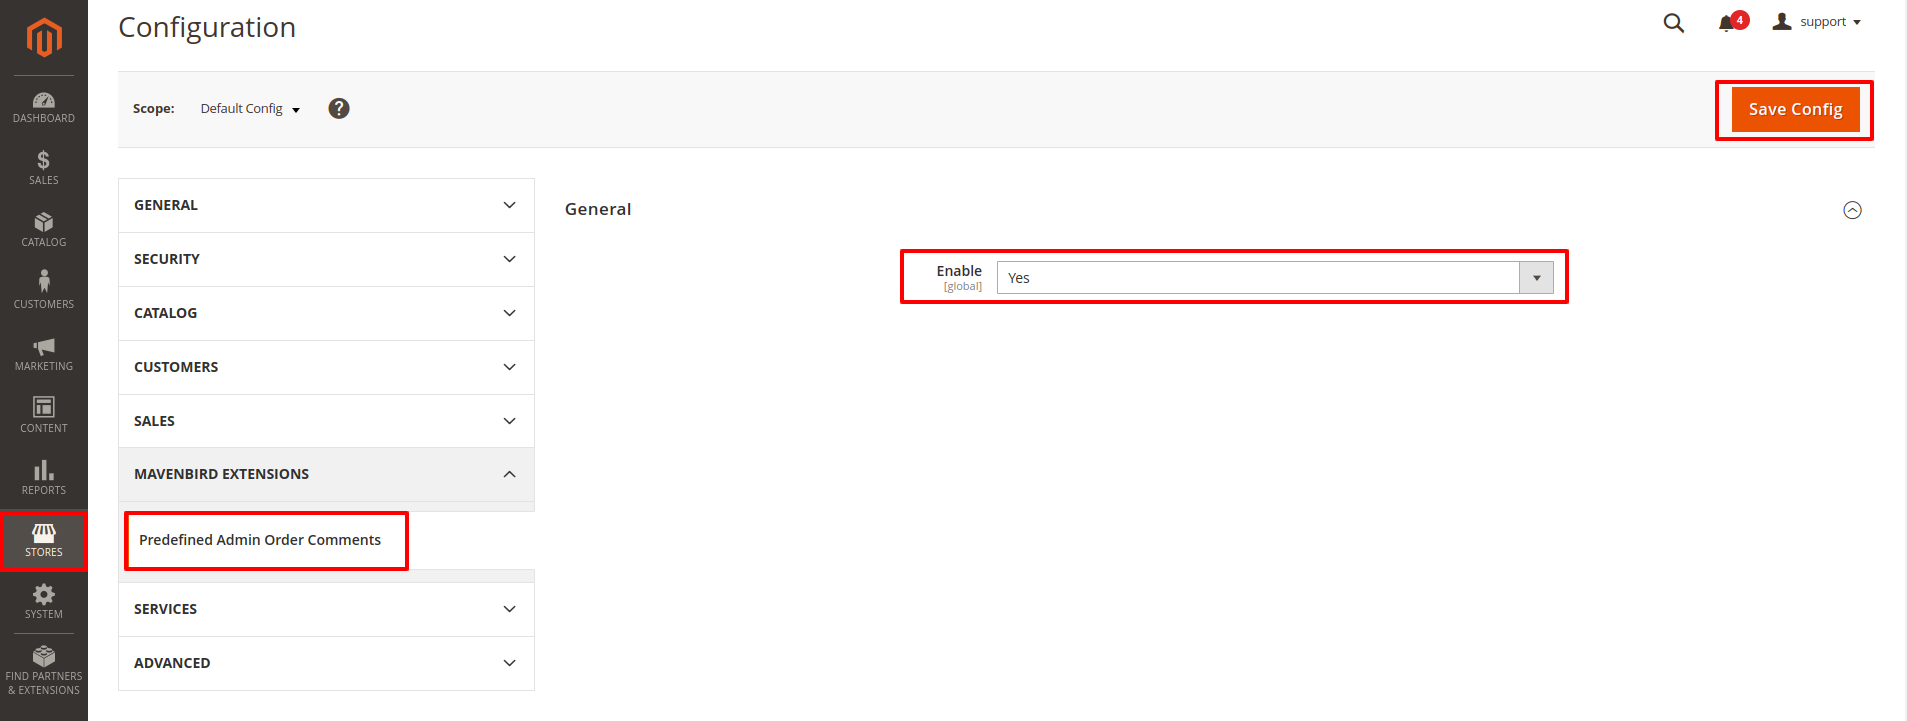 Configuration
4
support
Scope:
Default Config
?
Save Config
DASHBOARD
$
SALES
CATALOG
CUSTOMERS
MARKETING
CONTENT
REPORTS
STORES
SYSTEM
FIND PARTNERS
& EXTENSIONS
GENERAL
SECURITY
CATALOG
CUSTOMERS
SALES
MAVENBIRD EXTENSIONS
Predefined Admin Order Comments
SERVICES
ADVANCED
General
Enable
[global]
Yes